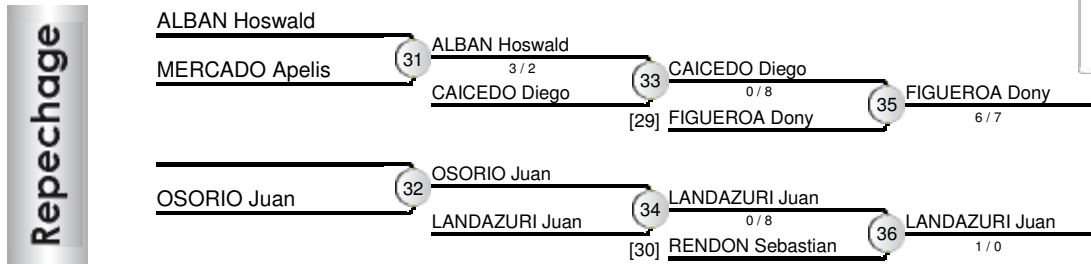 Repechage
ALBAN Hoswald
MERCADO Apelis
31
ALBAN Hoswald
3 / 2
CAICEDO Diego
33
CAICEDO Diego
0 / 8
[29] FIGUEROA Dony
35
FIGUEROA Dony
6 / 7
OSORIO Juan
32
OSORIO Juan
LANDAZURI Juan
34
LANDAZURI Juan
0 / 8
[30] RENDON Sebastian
36
LANDAZURI Juan
1 / 0